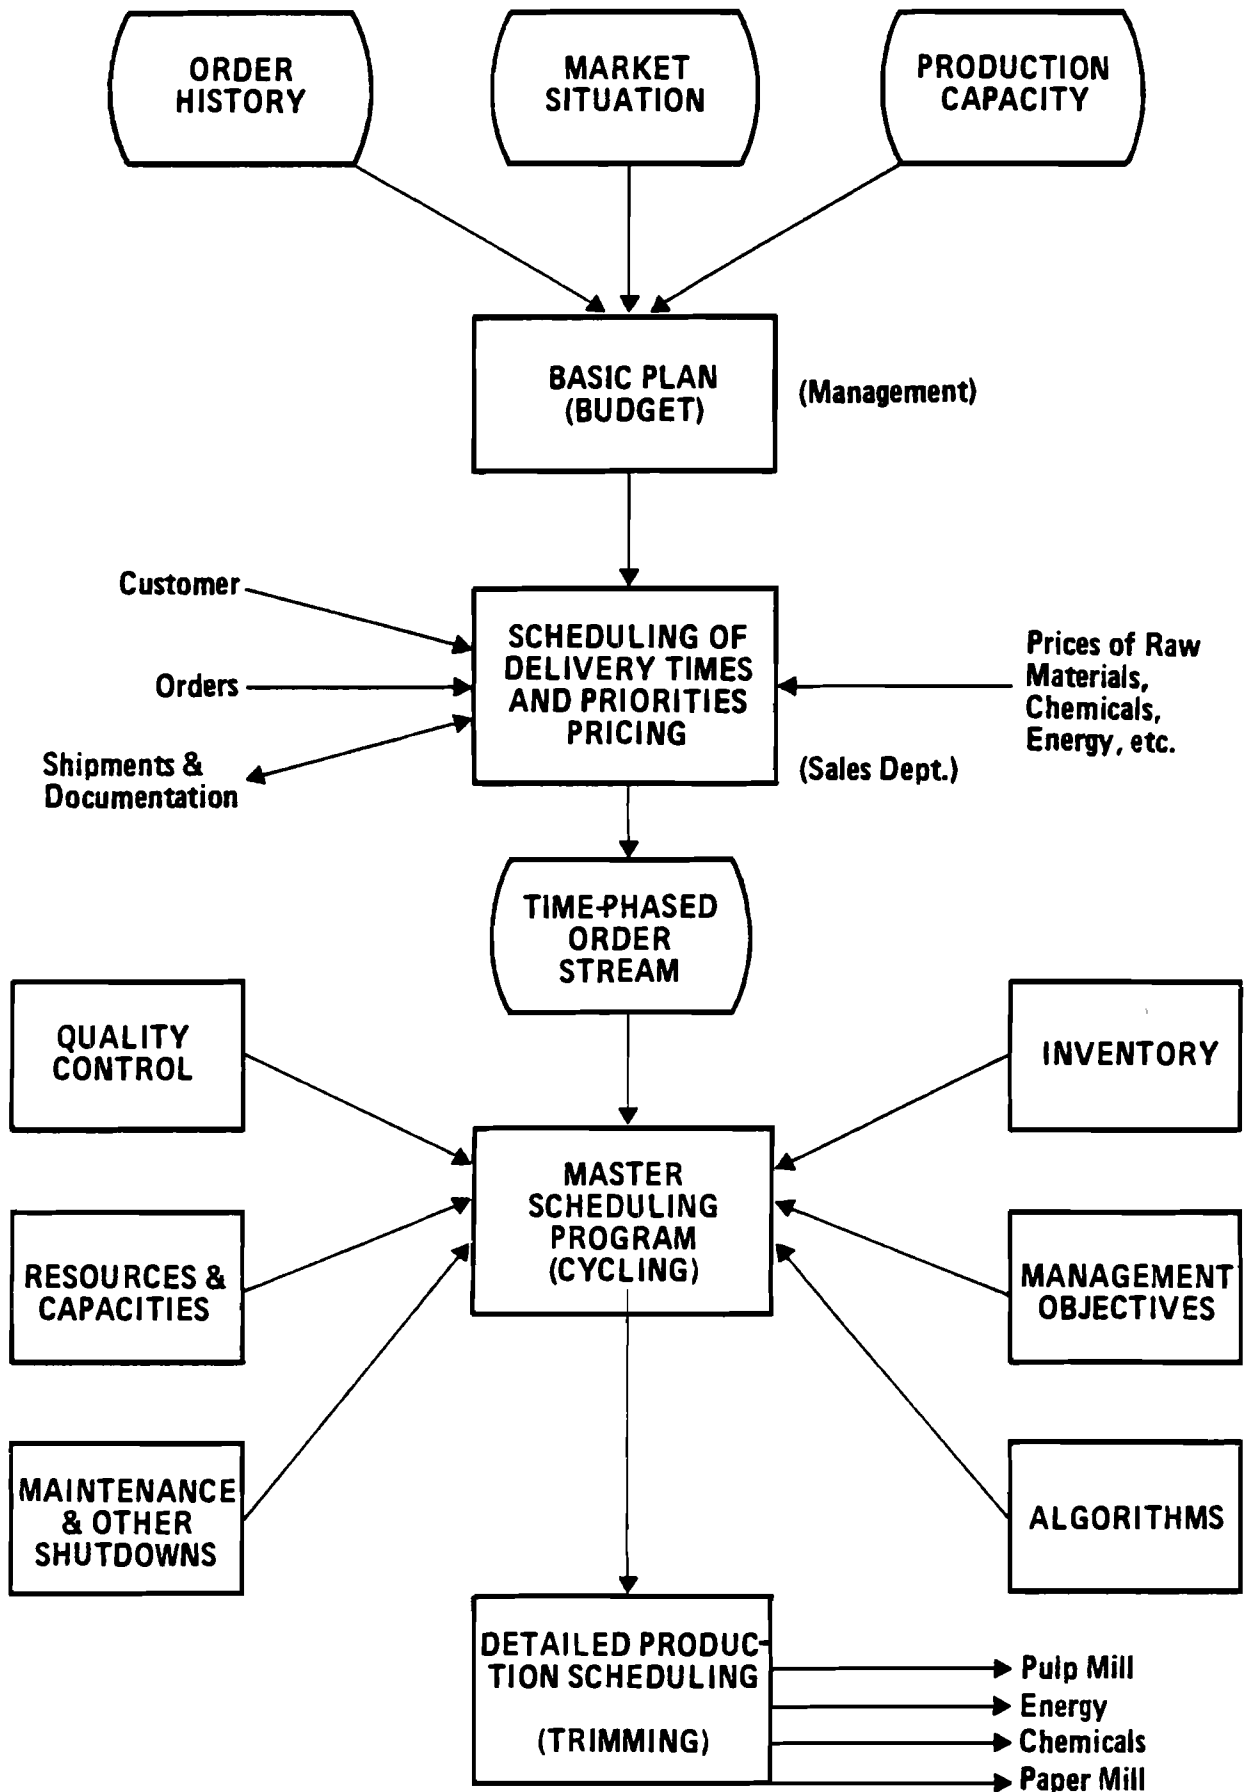 ORDER
HISTORY
MARKET
SITUATION
PRODUCTION
CAPACITY
BASIC PLAN
(BUDGET)
(Management)
Customer
Orders
Shipments &
Documentation
SCHEDULING OF
DELIVERY TIMES
AND PRIORITIES
PRICING
(Sales Dept.)
Prices of Raw
Materials,
Chemicals,
Energy, etc.
TIME-PHASED
ORDER
STREAM
QUALITY
CONTROL
INVENTORY
MASTER
SCHEDULING
PROGRAM
(CYCLING)
RESOURCES &
CAPACITIES
MANAGEMENT
OBJECTIVES
MAINTENANCE
& OTHER
SHUTDOWNS
ALGORITHMS
DETAILED PRODUC-
TION SCHEDULING
(TRIMMING)
Pulp Mill
Energy
Chemicals
Paper Mill